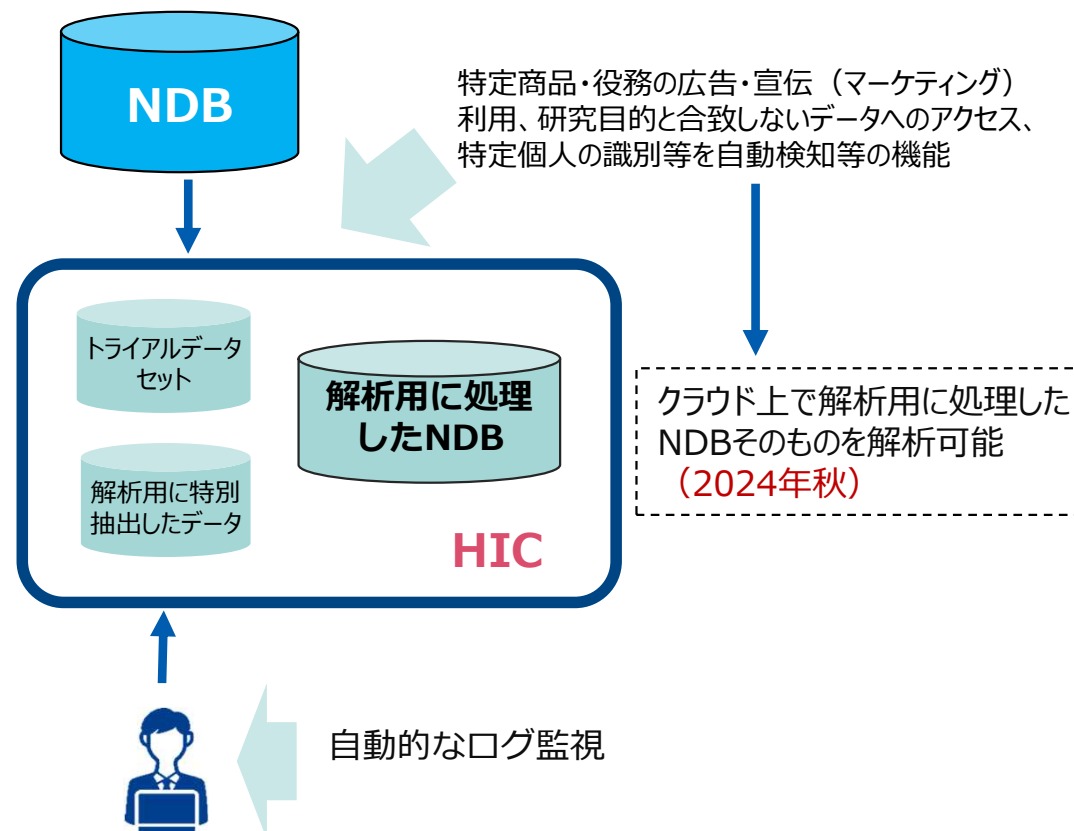 NDB
特定商品・役務の広告・宣伝（マーケティング）
利用、研究目的と合致しないデータへのアクセス、
特定個人の識別等を自動検知等の機能
トライアルデータ
セット
解析用に処理
したNDB
解析用に特別
抽出したデータ
HIC
クラウド上で解析用に処理した
NDBそのものを解析可能
（2024年秋）
自動的なログ監視